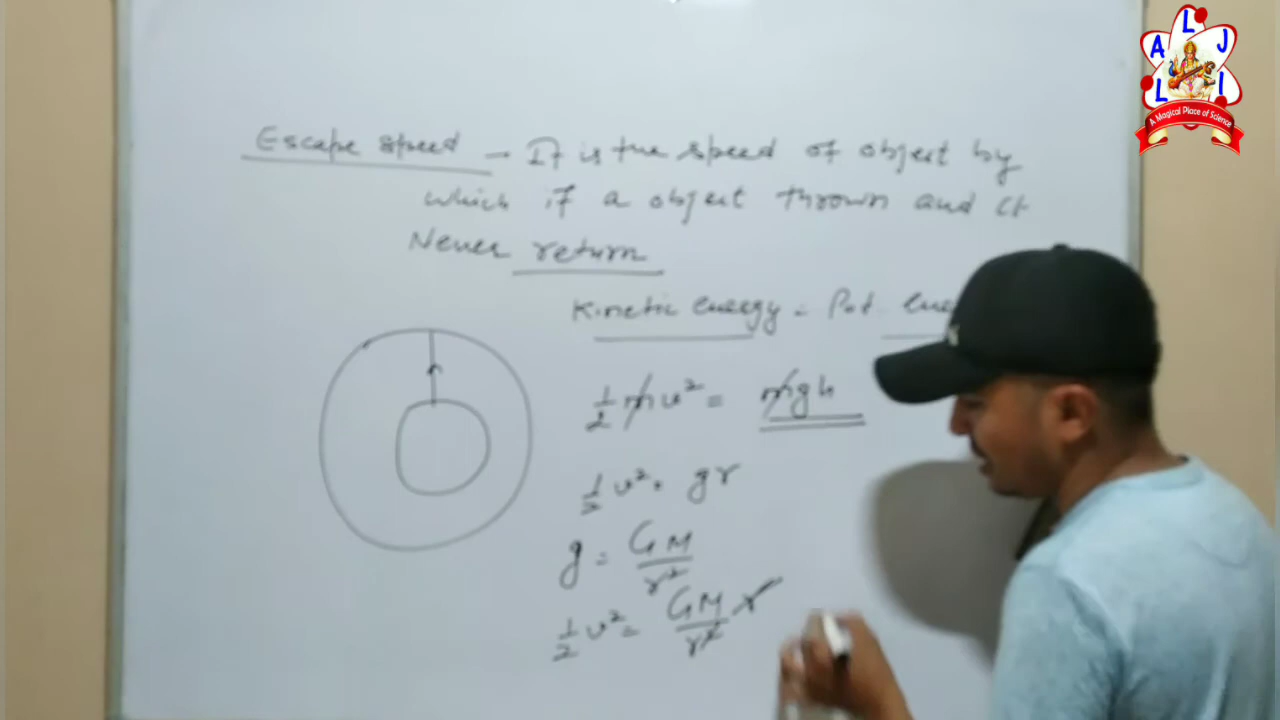 Escape speed - It is the speed of object by
which if a object thrown and it
Never return
Kinetic energy = Pot. ene
r
1/2 mv² = mgh
1/2 v² = gr
g = GM/r²
1/2 v² = GM/r² r
A L J L I
A Magical Place of Science